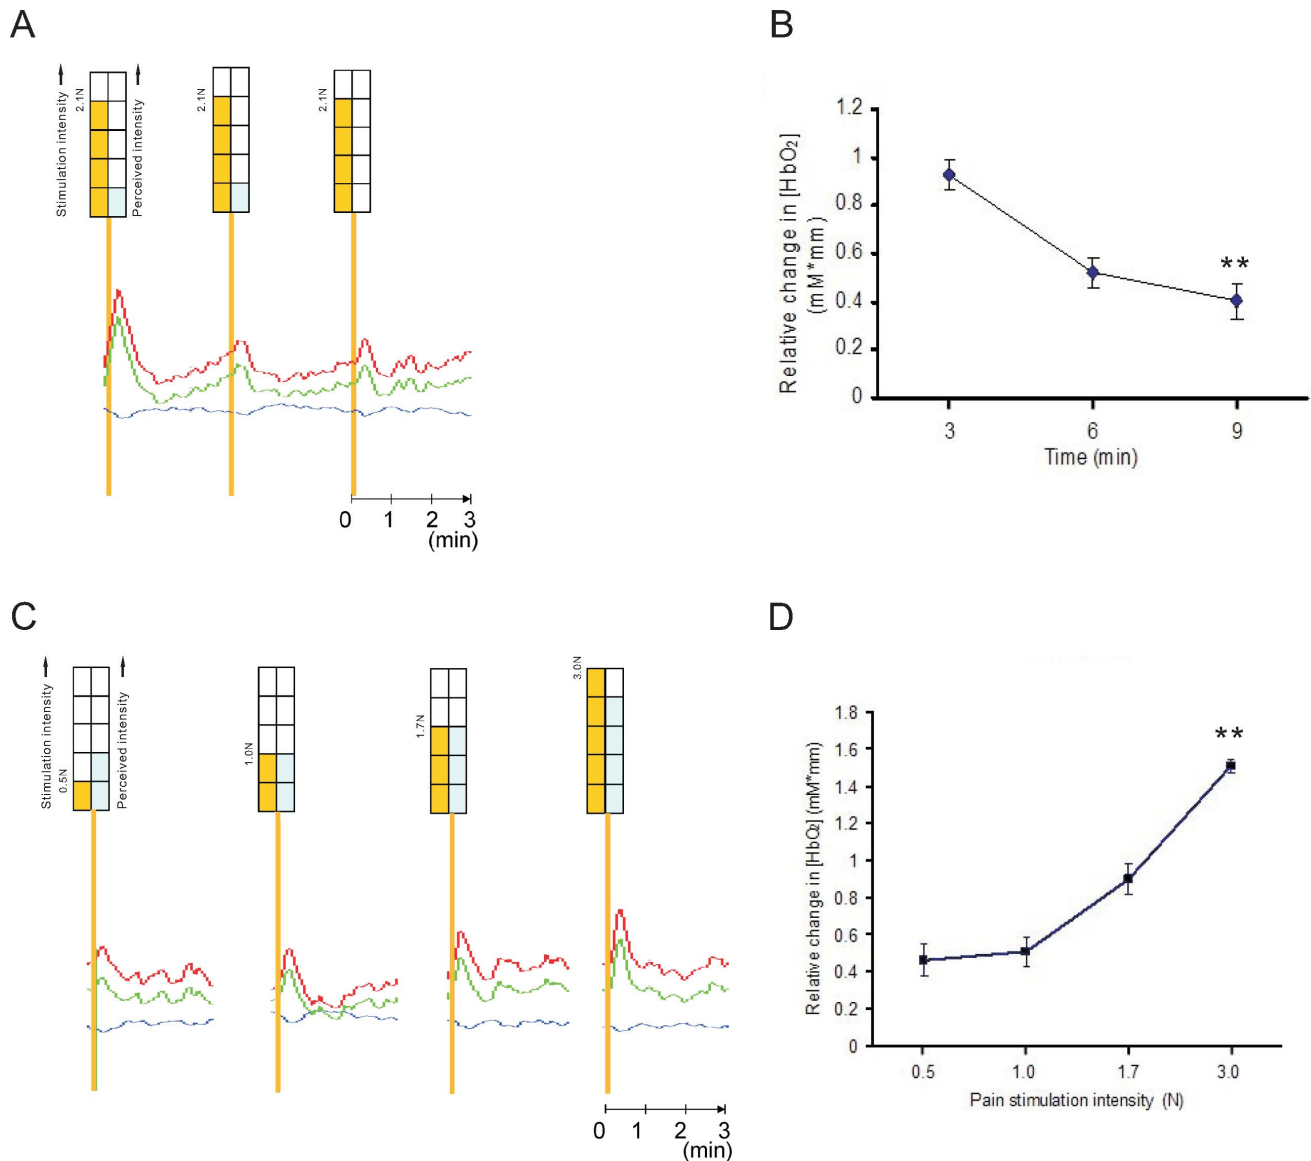 A
Stimulation intensity
2.1N
Perceived intensity
2.1N
2.1N
0 1 2 3
(min)
B
Relative change in [HbO₂]
(mM*mm)
1.2
1
0.8
0.6
0.4
0.2
0
**
3 6 9
Time (min)
C
Stimulation intensity
0.5N
Perceived intensity
1.0N
1.7N
3.0N
0 1 2 3
(min)
D
Relative change in [HbO₂] (mM*mm)
1.8
1.6
1.4
1.2
1
0.8
0.6
0.4
0.2
0
**
0.5 1.0 1.7 3.0
Pain stimulation intensity (N)